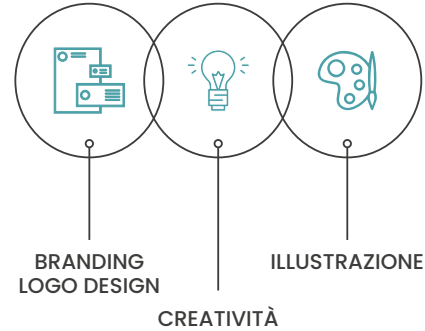 BRANDING
LOGO DESIGN
CREATIVITÀ
ILLUSTRAZIONE